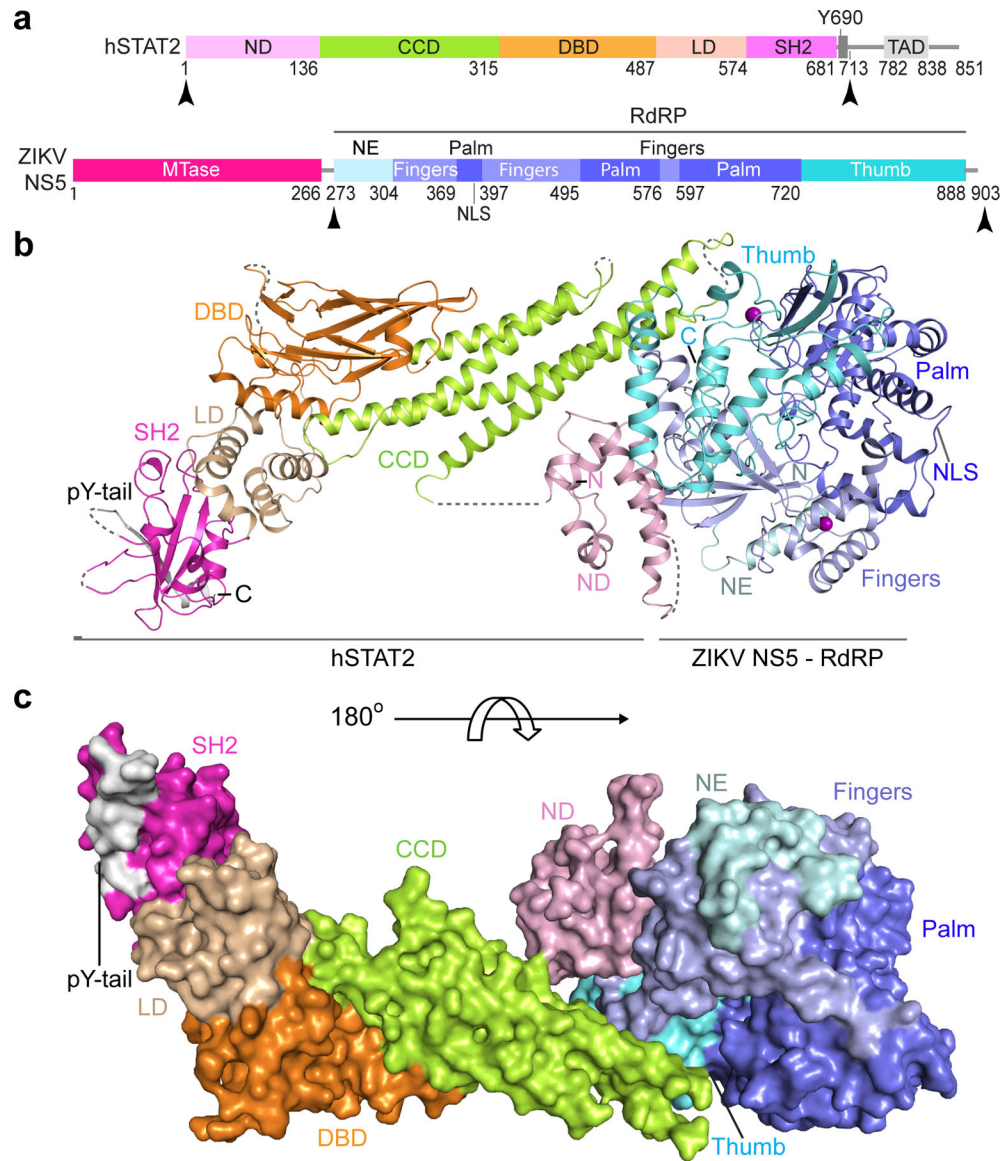 a
Y690
hSTAT2 ND CCD DBD LD SH2 TAD
1 136 315 487 574 681 713 782 838 851
RdRP
ZIKV NE Palm Fingers
NS5 MTase Fingers Fingers Palm Palm Thumb
1 266 273 304 369 397 495 576 597 720 888 903
NLS
b
Thumb
DBD
C
Palm
LD
SH2
CCD
pY-tail
N
N
NLS
ND
NE
Fingers
C
hSTAT2 ZIKV NS5 - RdRP
c
180o
SH2
NE
Fingers
ND
CCD
Palm
pY-tail
LD
DBD
Thumb